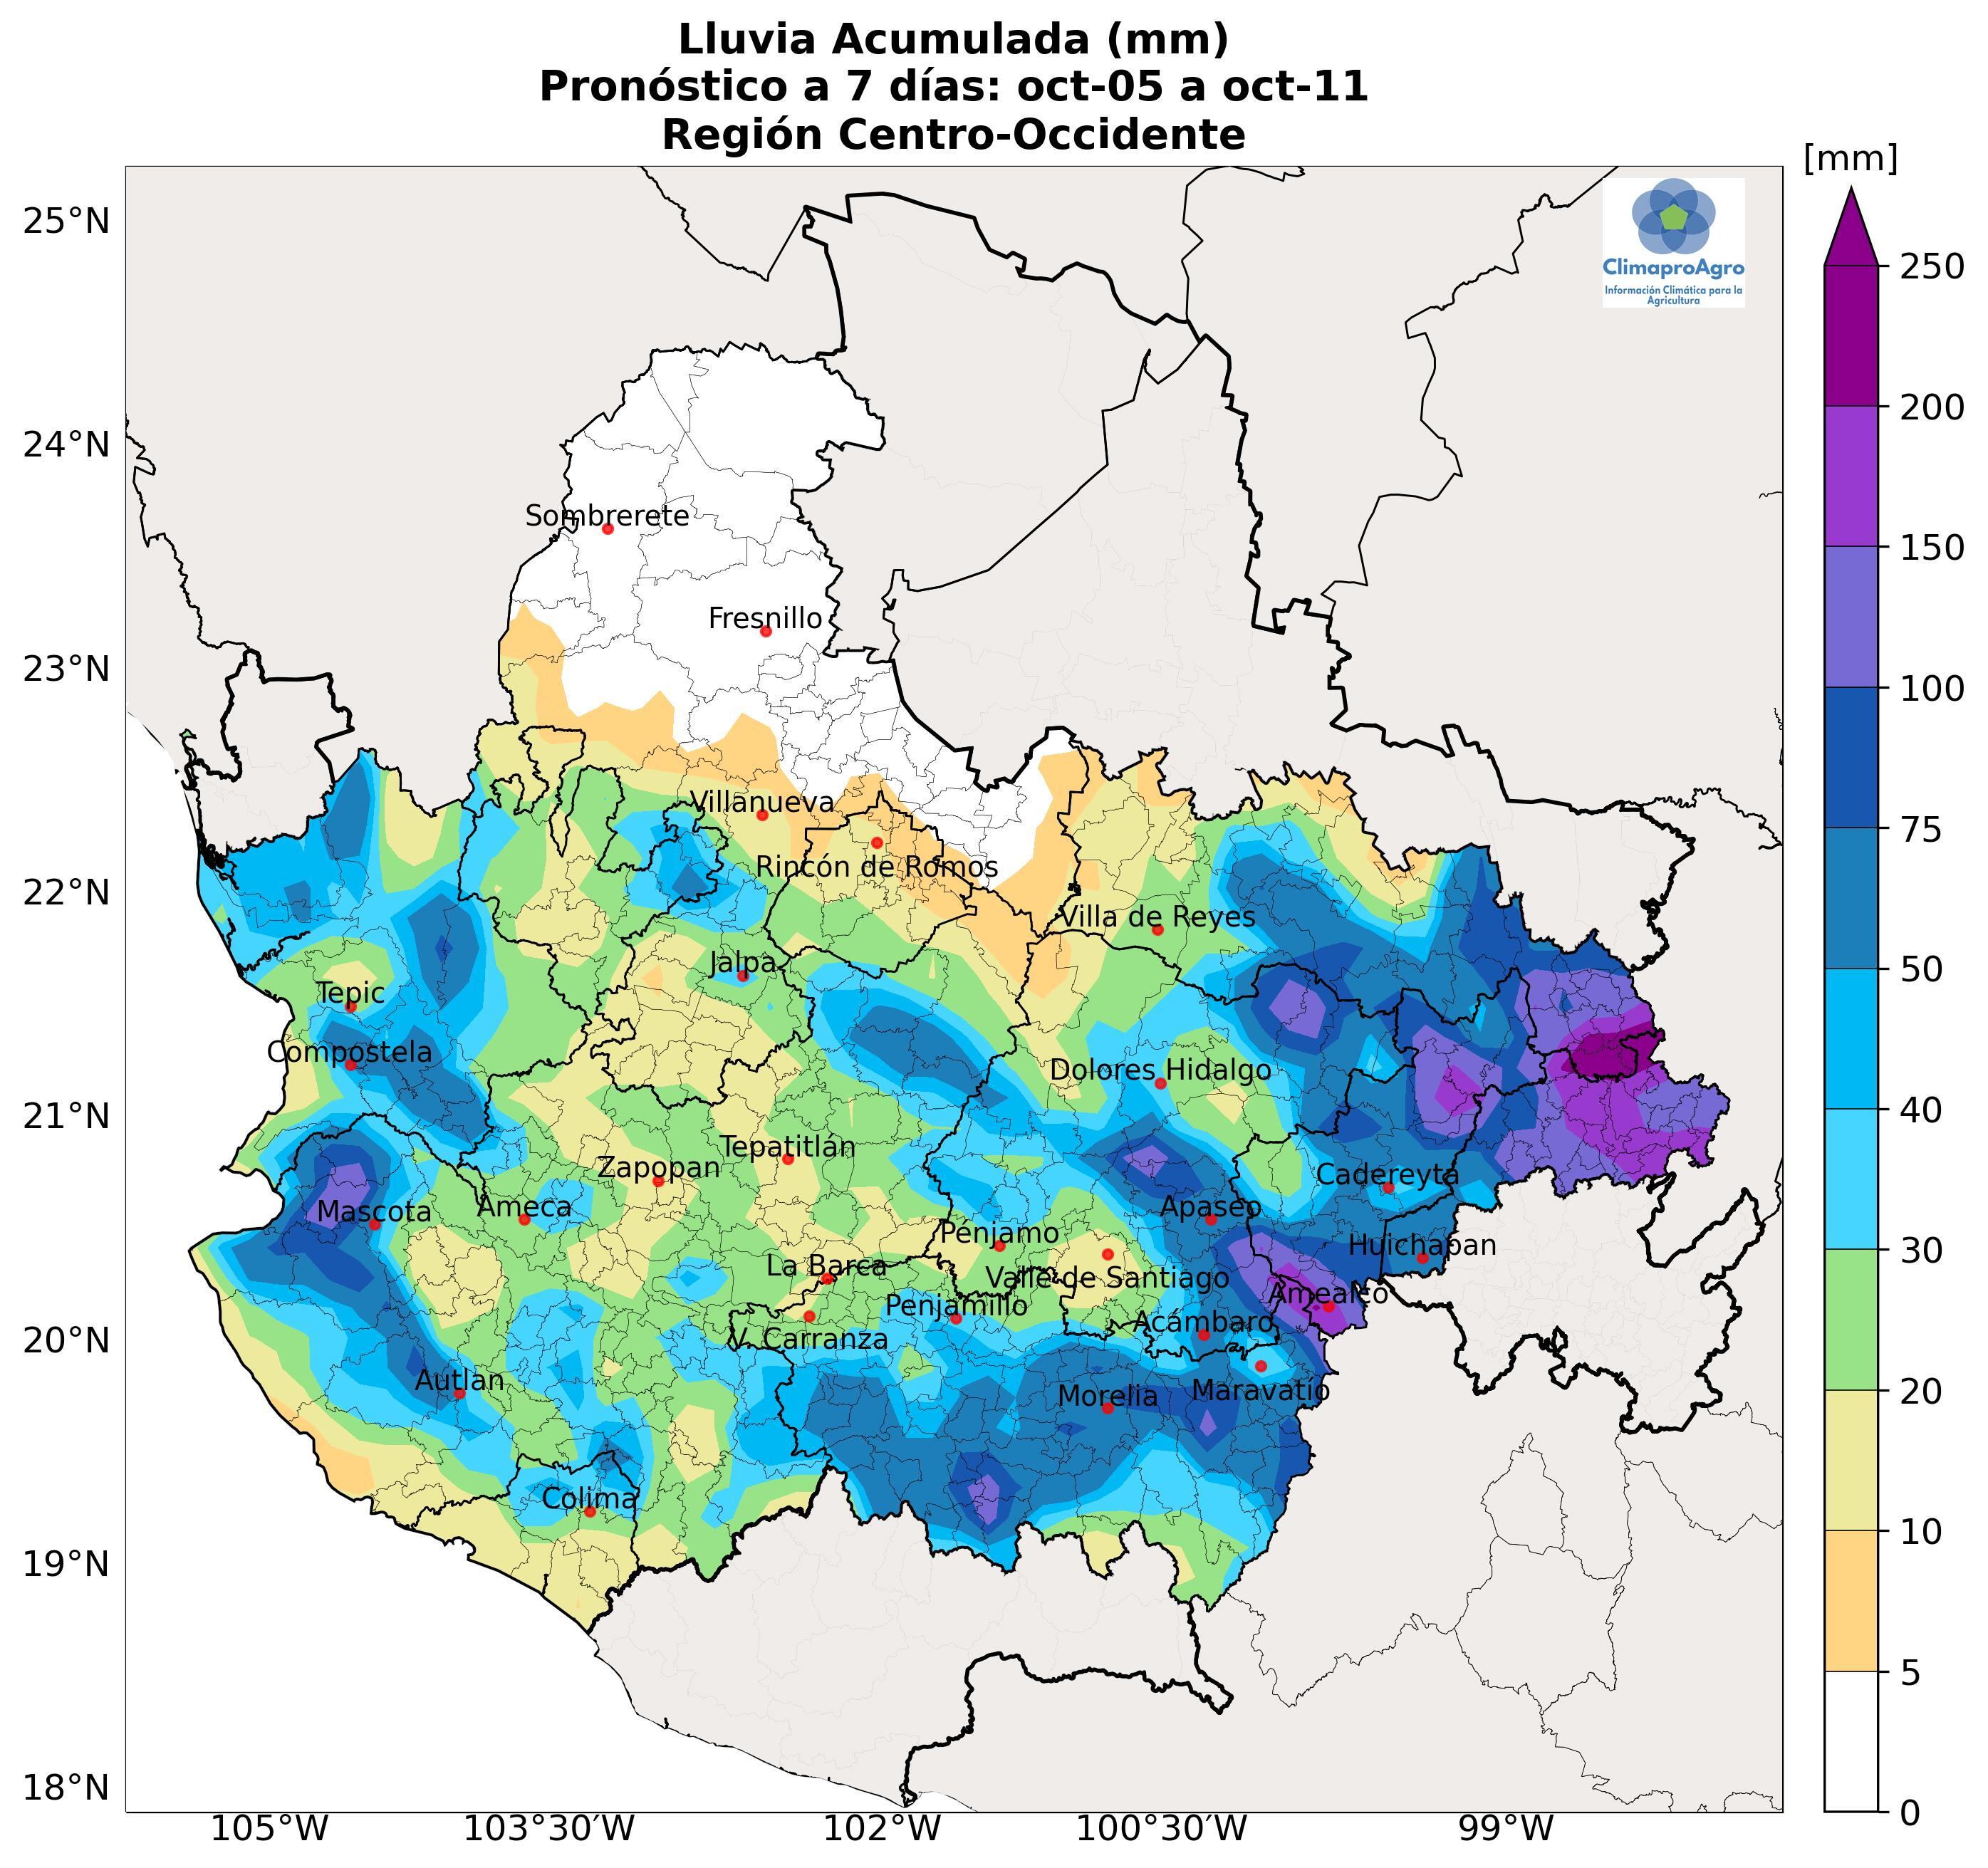 Lluvia Acumulada (mm)
Pronóstico a 7 días: oct-05 a oct-11
Región Centro-Occidente
[mm]
25°N
ClimaproAgro
Información Climática para la
Agricultura
250
200
24°N
Sombrerete
150
Fresnillo
23°N
100
Villanueva
75
Rincón de Romos
22°N
Villa de Reyes
Jalpa
50
Tepic
Compostela
Dolores Hidalgo
21°N
40
Tepatitlán
Zapopan
Cadereyta
Mascota
Ameca
Apaseo
Penjamo
Huichapan
30
La Barca
Valle de Santiago
Amealco
Penjamillo
Acámbaro
20°N
V. Carranza
Autlan
Morelia
Maravatío
20
Colima
10
19°N
5
18°N
0
105°W
103°30'W
102°W
100°30'W
99°W